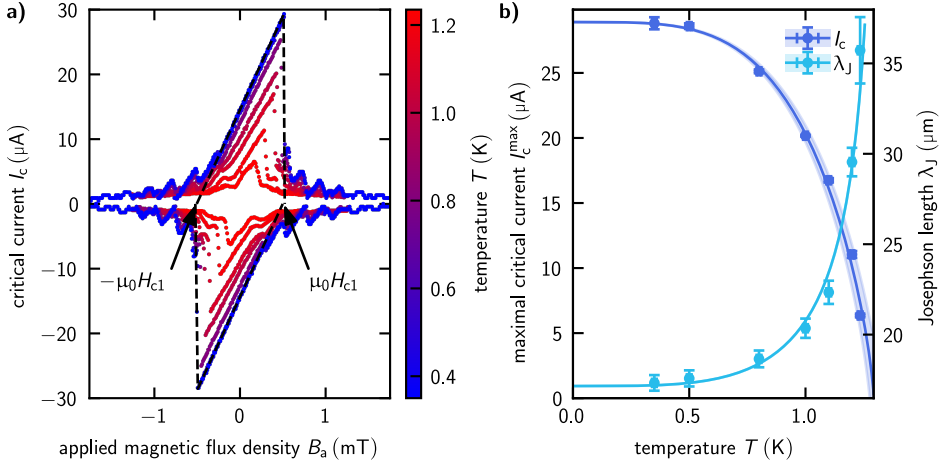 a)
critical current I_c (μA)
30
20
10
0
−10
−20
−30
−1
0
1
applied magnetic flux density B_a (mT)
−μ₀H_c1
μ₀H_c1
temperature T (K)
1.2
1.0
0.8
0.6
0.4
b)
maximal critical current I_c^max (μA)
25
20
15
10
5
0
0.0
0.5
1.0
temperature T (K)
I_c
λ_J
Josephson length λ_J (μm)
35
30
25
20